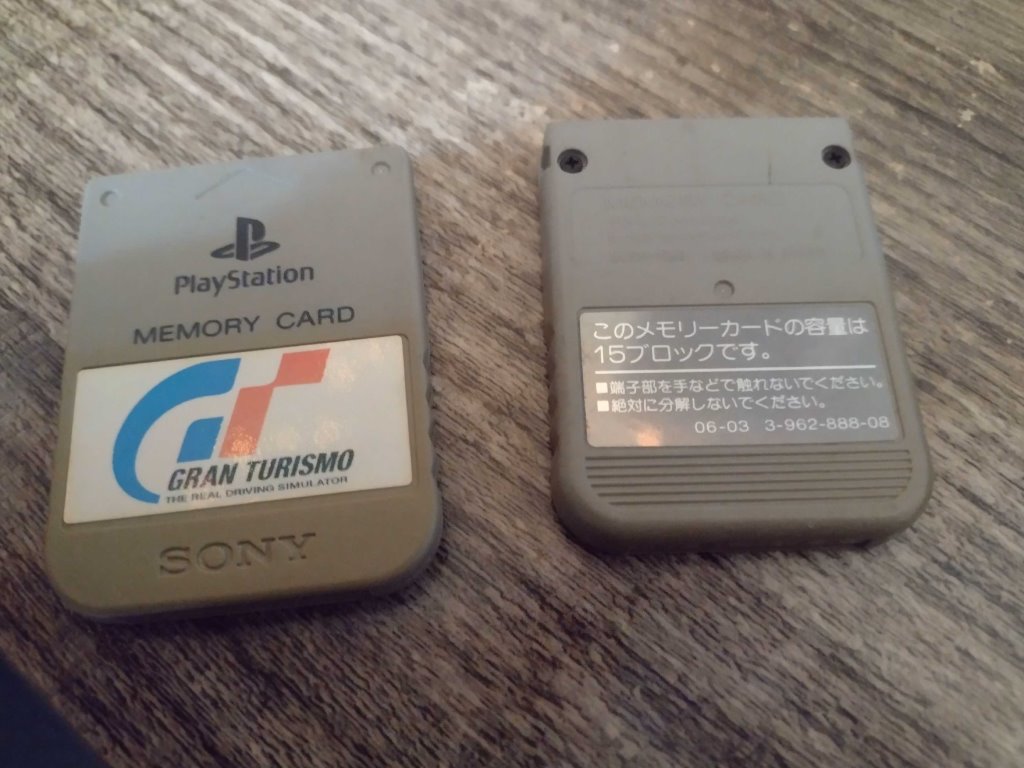 PlayStation
MEMORY CARD
GRAN TURISMO
THE REAL DRIVING SIMULATOR
SONY
MEMORY CARD
このメモリーカードの容量は
15ブロックです。
■端子部を手などで触れないでください。
■絶対に分解しないでください。
06-03 3-962-888-08